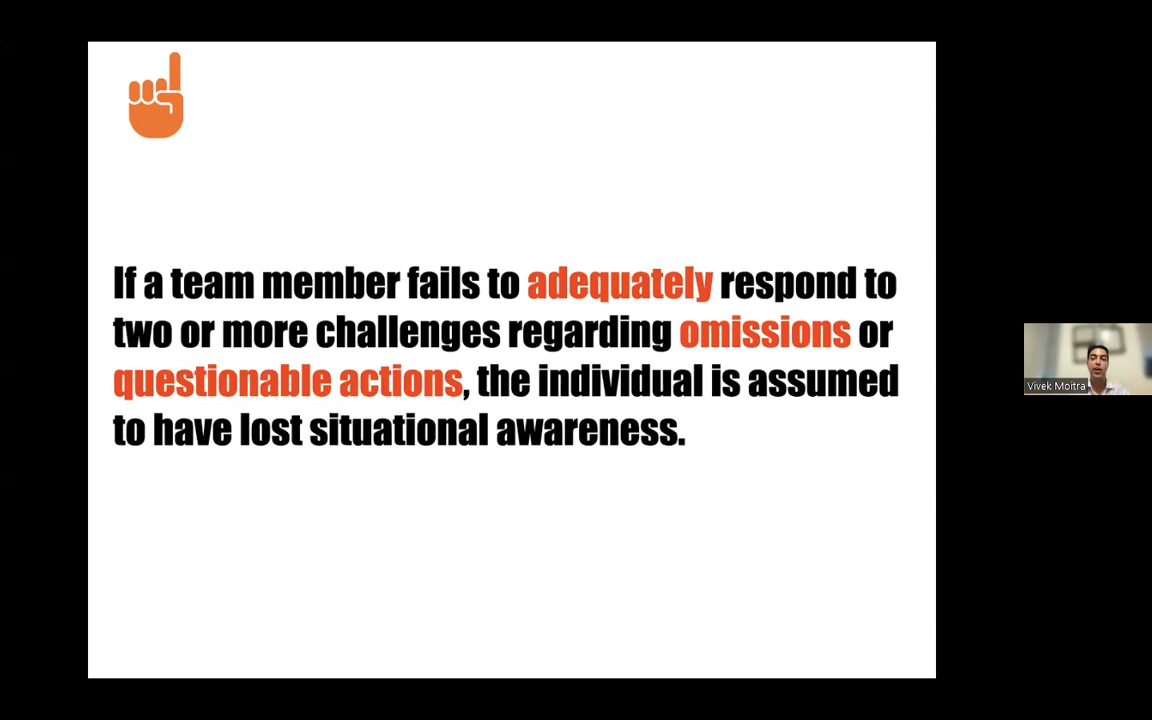 If a team member fails to adequately respond to
two or more challenges regarding omissions or
questionable actions, the individual is assumed
to have lost situational awareness.
Vivek Moitra